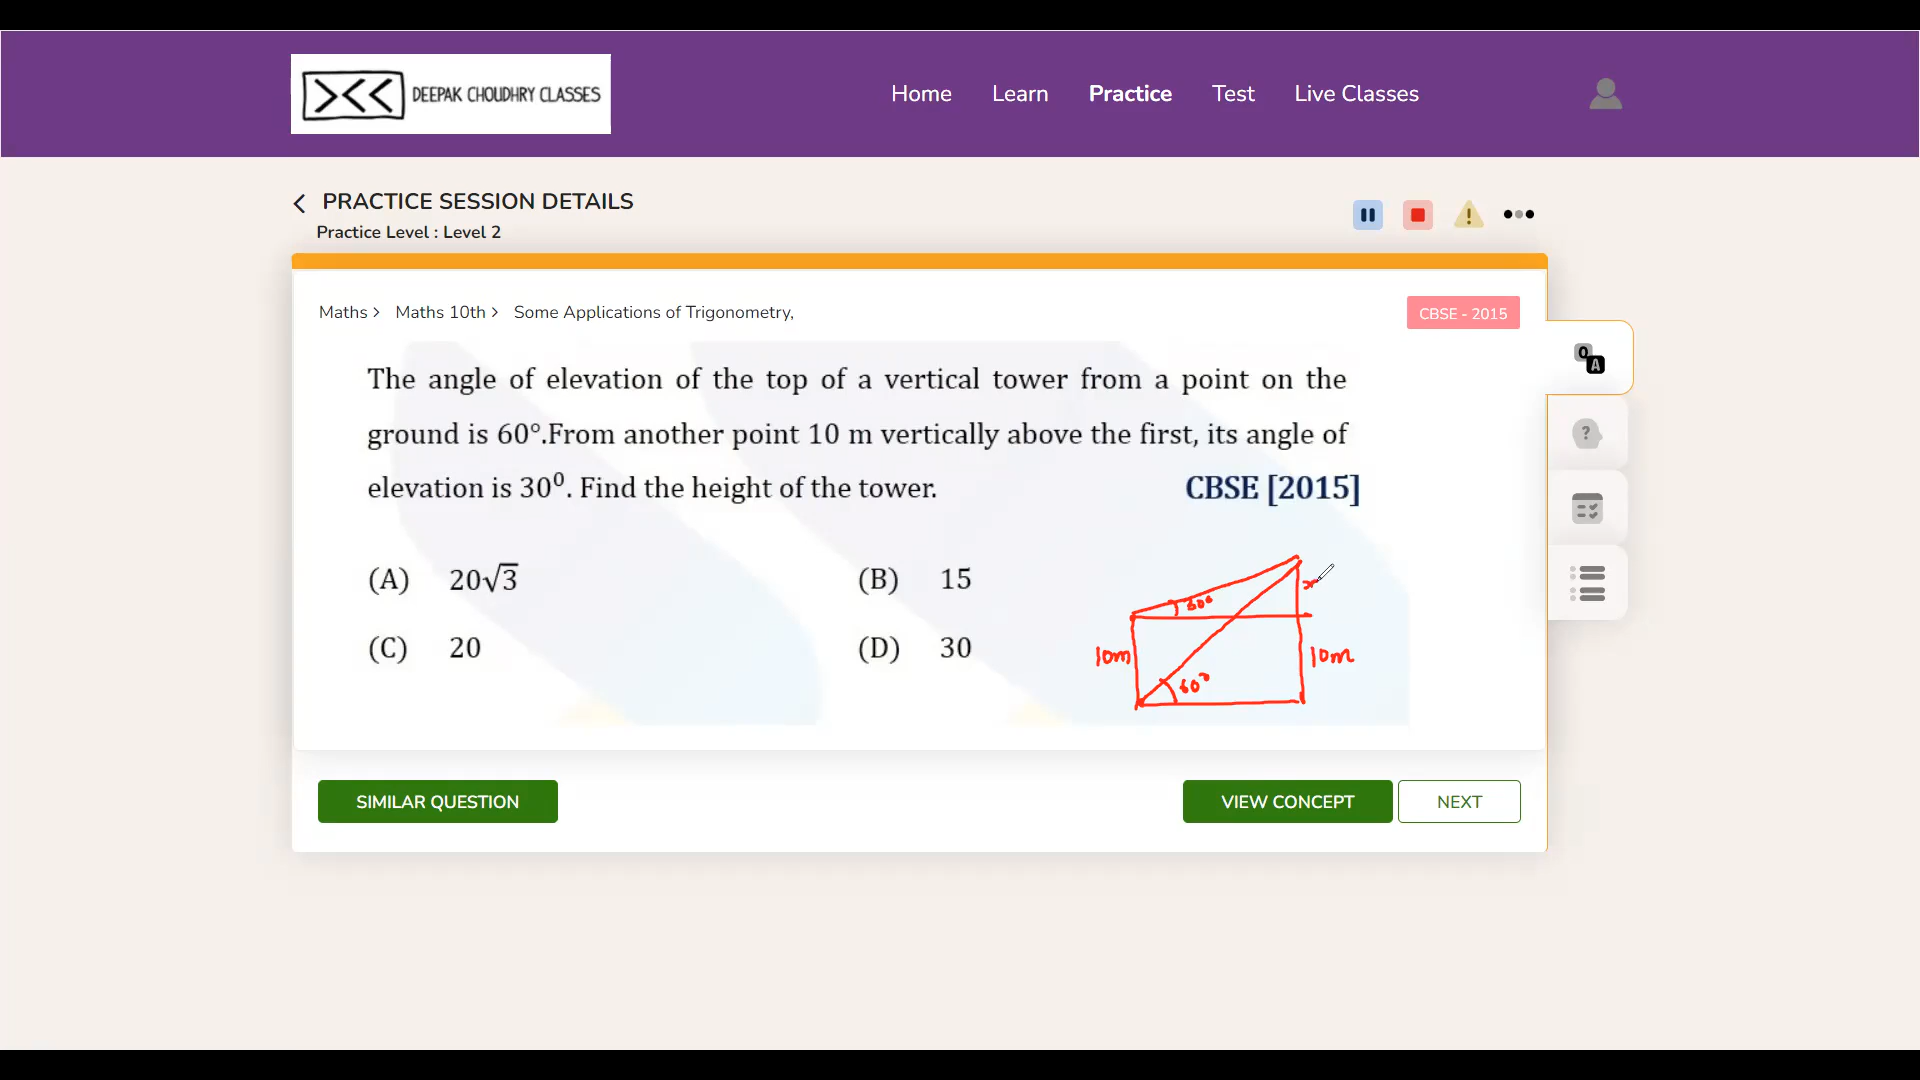 DEEPAK CHOUDHRY CLASSES
Home Learn Practice Test Live Classes
PRACTICE SESSION DETAILS
Practice Level : Level 2
Maths > Maths 10th > Some Applications of Trigonometry,
CBSE - 2015
The angle of elevation of the top of a vertical tower from a point on the
ground is 60°.From another point 10 m vertically above the first, its angle of
elevation is 30⁰. Find the height of the tower. CBSE [2015]
(A) 20√3 (B) 15
(C) 20 (D) 30
x
30°
10m 10m
60°
SIMILAR QUESTION VIEW CONCEPT NEXT